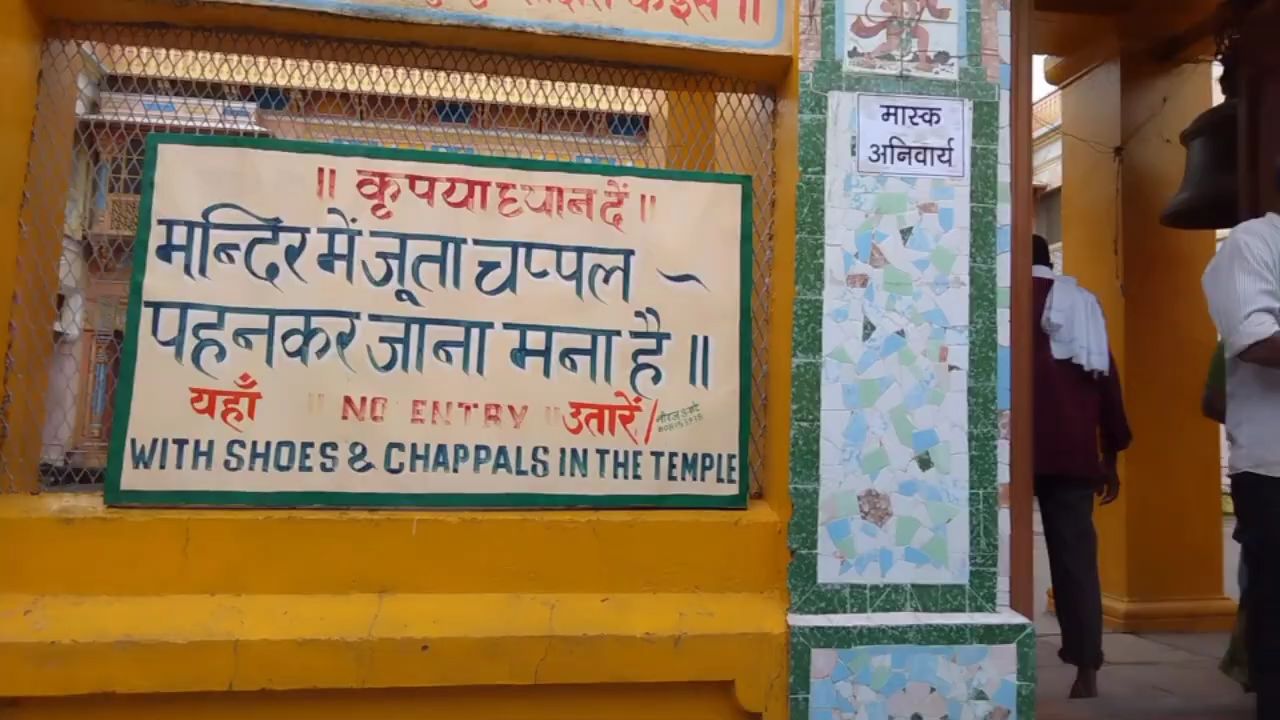 ॥ कृपया ध्यान दें ॥
मन्दिर में जूता चप्पल ~
पहनकर जाना मना है ॥
यहाँ ॥ NO ENTRY ॥ उतारें /
WITH SHOES & CHAPPALS IN THE TEMPLE
मास्क
अनिवार्य